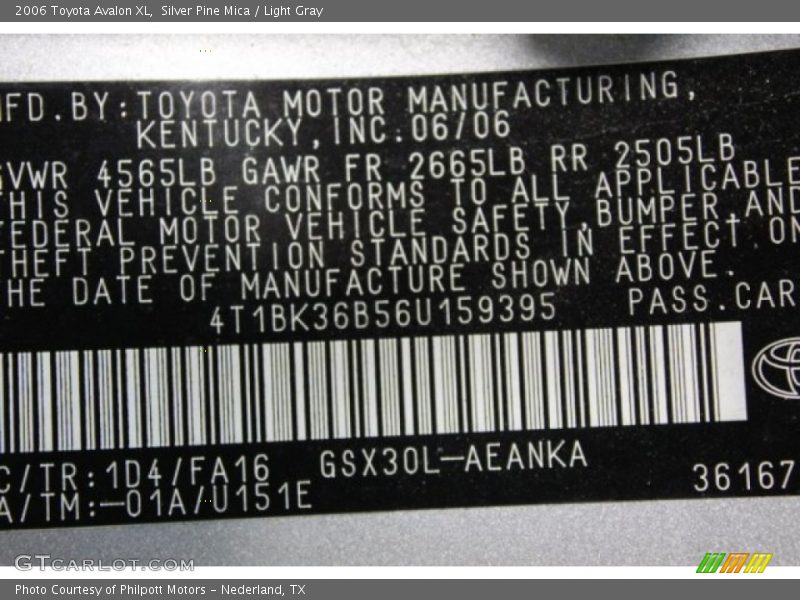 2006 Toyota Avalon XL, Silver Pine Mica / Light Gray
MFD.BY:TOYOTA MOTOR MANUFACTURING,
KENTUCKY,INC.06/06
GVWR 4565LB GAWR FR 2665LB RR 2505LB
THIS VEHICLE CONFORMS TO ALL APPLICABLE
FEDERAL MOTOR VEHICLE SAFETY,BUMPER,AND
THEFT PREVENTION STANDARDS IN EFFECT ON
THE DATE OF MANUFACTURE SHOWN ABOVE.
4T1BK36B56U159395 PASS.CAR
C/TR:1D4/FA16 GSX30L-AEANKA
A/TM:-01A/U151E 36167
GTCARLOT.COM
Photo Courtesy of Philpott Motors - Nederland, TX